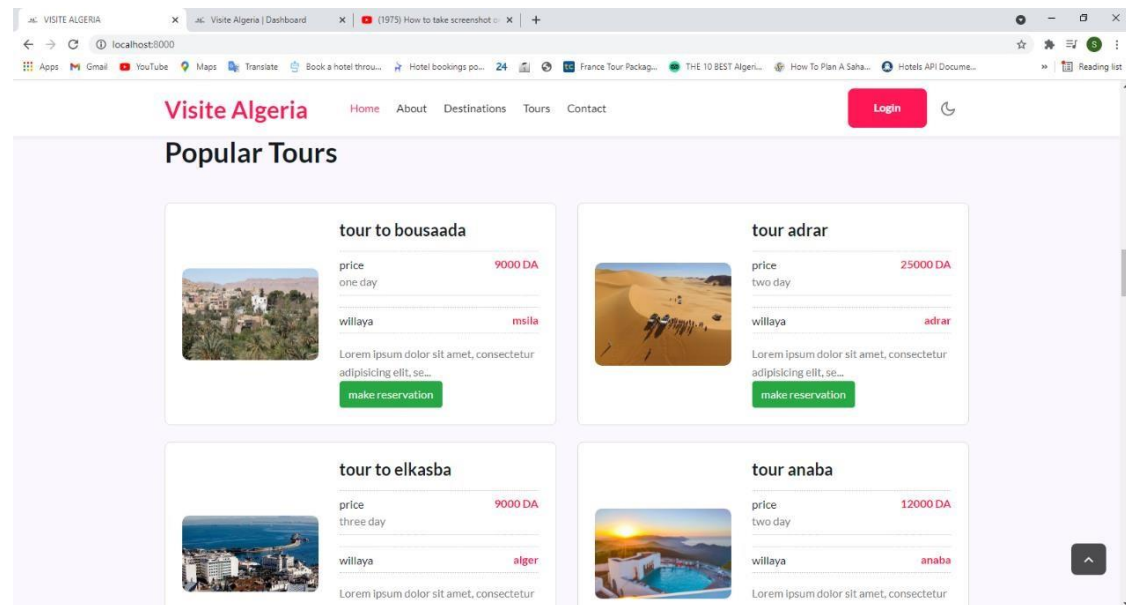 VISITE ALGERIA
Visite Algeria | Dashboard
(1975) How to take screenshot o
localhost:8000
Apps Gmail YouTube Maps Translate Book a hotel throu... Hotel bookings po... 24 France Tour Packag... THE 10 BEST Algeri... How To Plan A Saha... Hotels API Docume... » Reading list
Visite Algeria Home About Destinations Tours Contact Login
Popular Tours
tour to bousaada
price 9000 DA
one day
willaya msila
Lorem ipsum dolor sit amet, consectetur
adipisicing elit, se...
make reservation
tour adrar
price 25000 DA
two day
willaya adrar
Lorem ipsum dolor sit amet, consectetur
adipisicing elit, se...
make reservation
tour to elkasba
price 9000 DA
three day
willaya alger
Lorem ipsum dolor sit amet, consectetur
tour anaba
price 12000 DA
two day
willaya anaba
Lorem ipsum dolor sit amet, consectetur